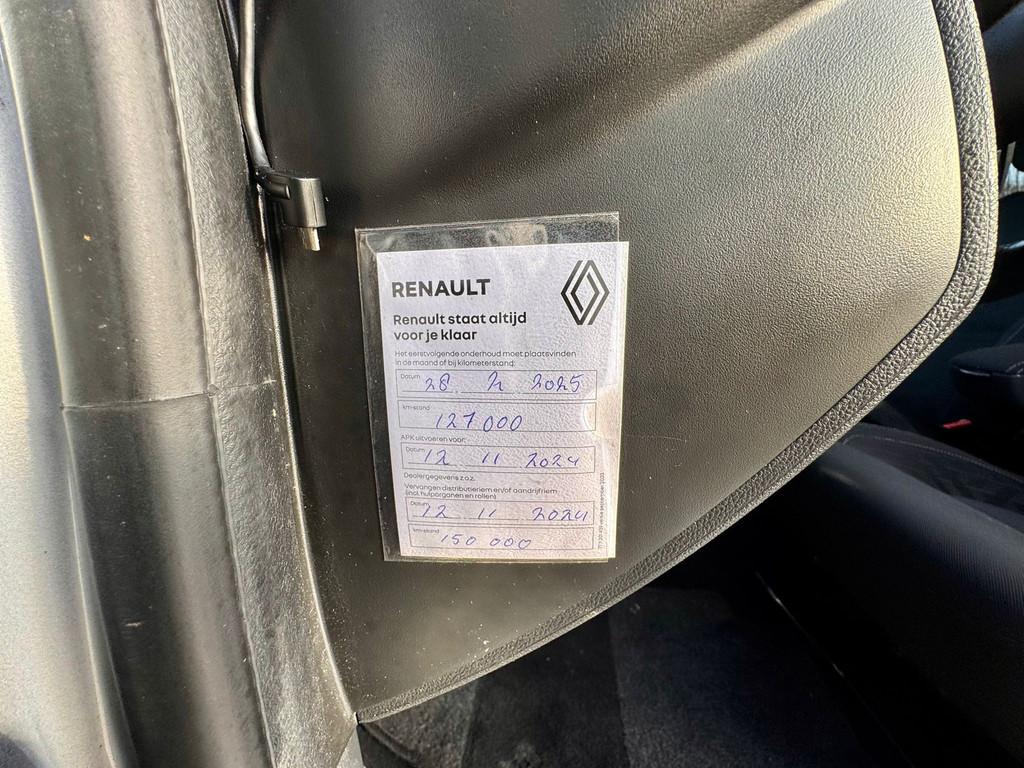 RENAULT
Renault staat altijd
voor je klaar
Het eerstvolgende onderhoud moet plaatsvinden
in de maand of bij kilometerstand:
Datum 28 2 2025
km-stand 127 000
APK uitvoeren voor:
Datum 12 11 2024
Dealergegevens z.o.z.
Vervangen distributieriem en/of aandrijfriem
(incl. hulporganen en rollen)
Datum 12 11 2024
km-stand 150 000